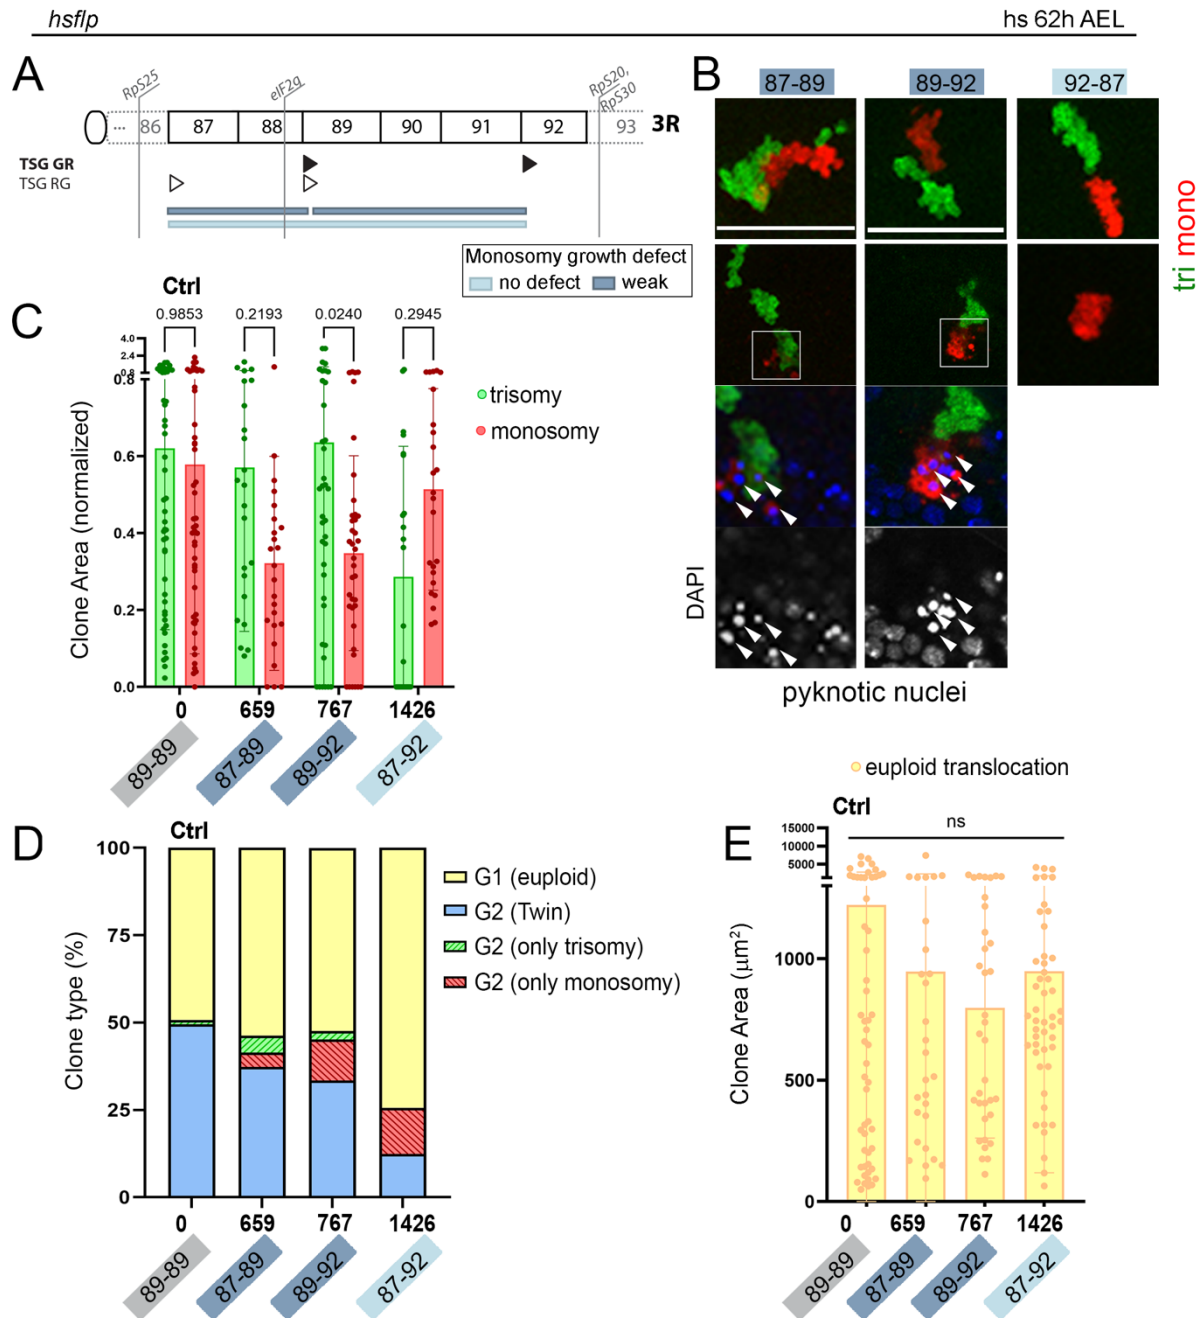 hsflp
hs 62h AEL
A
RpS25
eIF2α
RpS20,
RpS30
... 86 87 88 89 90 91 92 93 3R
TSG GR
TSG RG
Monosomy growth defect
no defect weak
B
87-89 89-92 92-87
tri mono
DAPI
pyknotic nuclei
C
Ctrl
0.9853 0.2193 0.0240 0.2945
4.0
2.4
0.8
0.8
0.6
0.4
0.2
0.0
Clone Area (normalized)
trisomy
monosomy
0 659 767 1426
89-89 87-89 89-92 87-92
D
Ctrl
100
75
50
25
0
Clone type (%)
G1 (euploid)
G2 (Twin)
G2 (only trisomy)
G2 (only monosomy)
0 659 767 1426
89-89 87-89 89-92 87-92
euploid translocation
E
Ctrl
ns
15000
10000
5000
1000
500
0
Clone Area (μm²)
0 659 767 1426
89-89 87-89 89-92 87-92